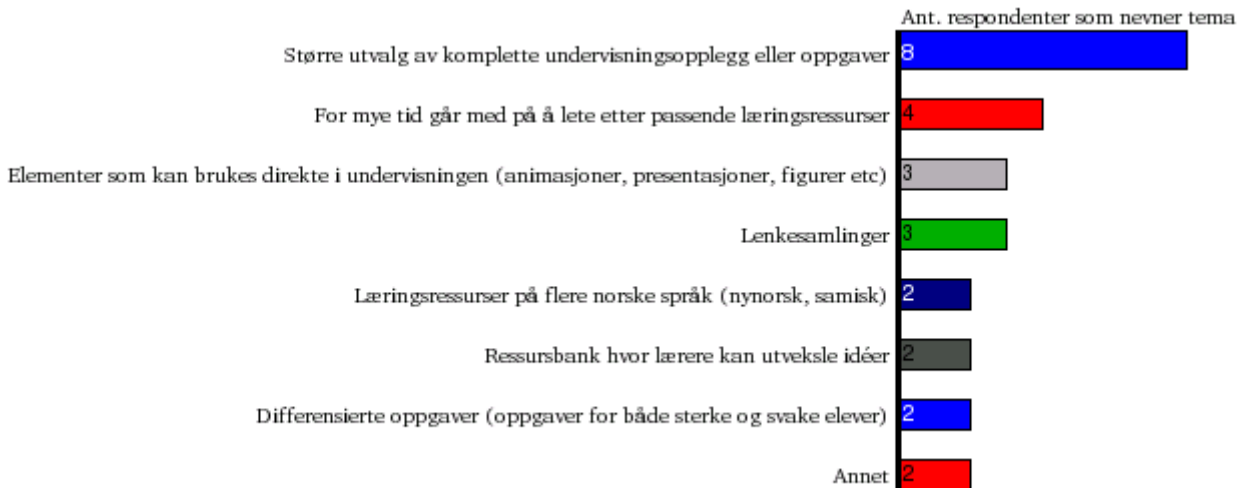 Ant. respondenter som nevner tema
Større utvalg av komplette undervisningsopplegg eller oppgaver 8
For mye tid går med på å lete etter passende læringsressurser 4
Elementer som kan brukes direkte i undervisningen (animasjoner, presentasjoner, figurer etc) 3
Lenkesamlinger 3
Læringsressurser på flere norske språk (nynorsk, samisk) 2
Ressursbank hvor lærere kan utveksle idéer 2
Differensierte oppgaver (oppgaver for både sterke og svake elever) 2
Annet 2